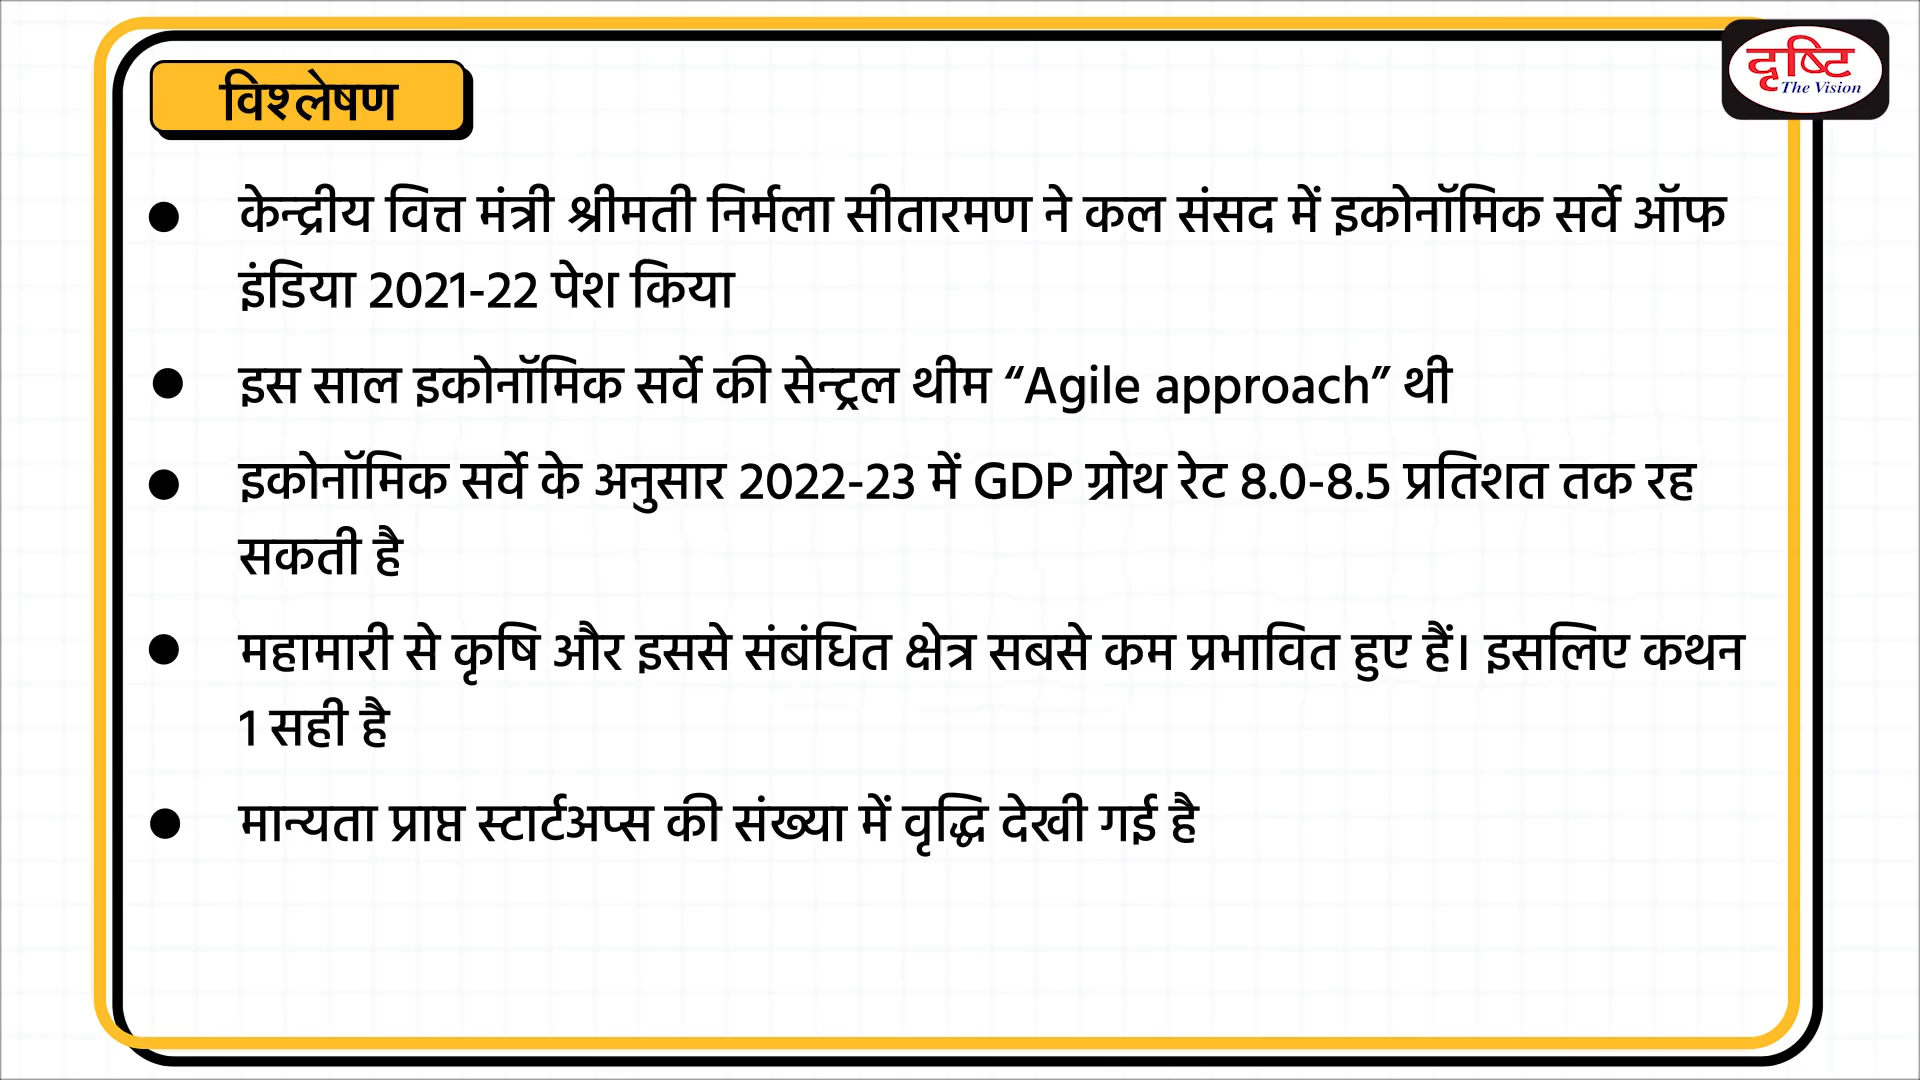 दृष्टि
The Vision
विश्लेषण
● केन्द्रीय वित्त मंत्री श्रीमती निर्मला सीतारमण ने कल संसद में इकोनॉमिक सर्वे ऑफ
इंडिया 2021-22 पेश किया
● इस साल इकोनॉमिक सर्वे की सेन्ट्रल थीम “Agile approach” थी
● इकोनॉमिक सर्वे के अनुसार 2022-23 में GDP ग्रोथ रेट 8.0-8.5 प्रतिशत तक रह
सकती है
● महामारी से कृषि और इससे संबंधित क्षेत्र सबसे कम प्रभावित हुए हैं। इसलिए कथन
1 सही है
● मान्यता प्राप्त स्टार्टअप्स की संख्या में वृद्धि देखी गई है